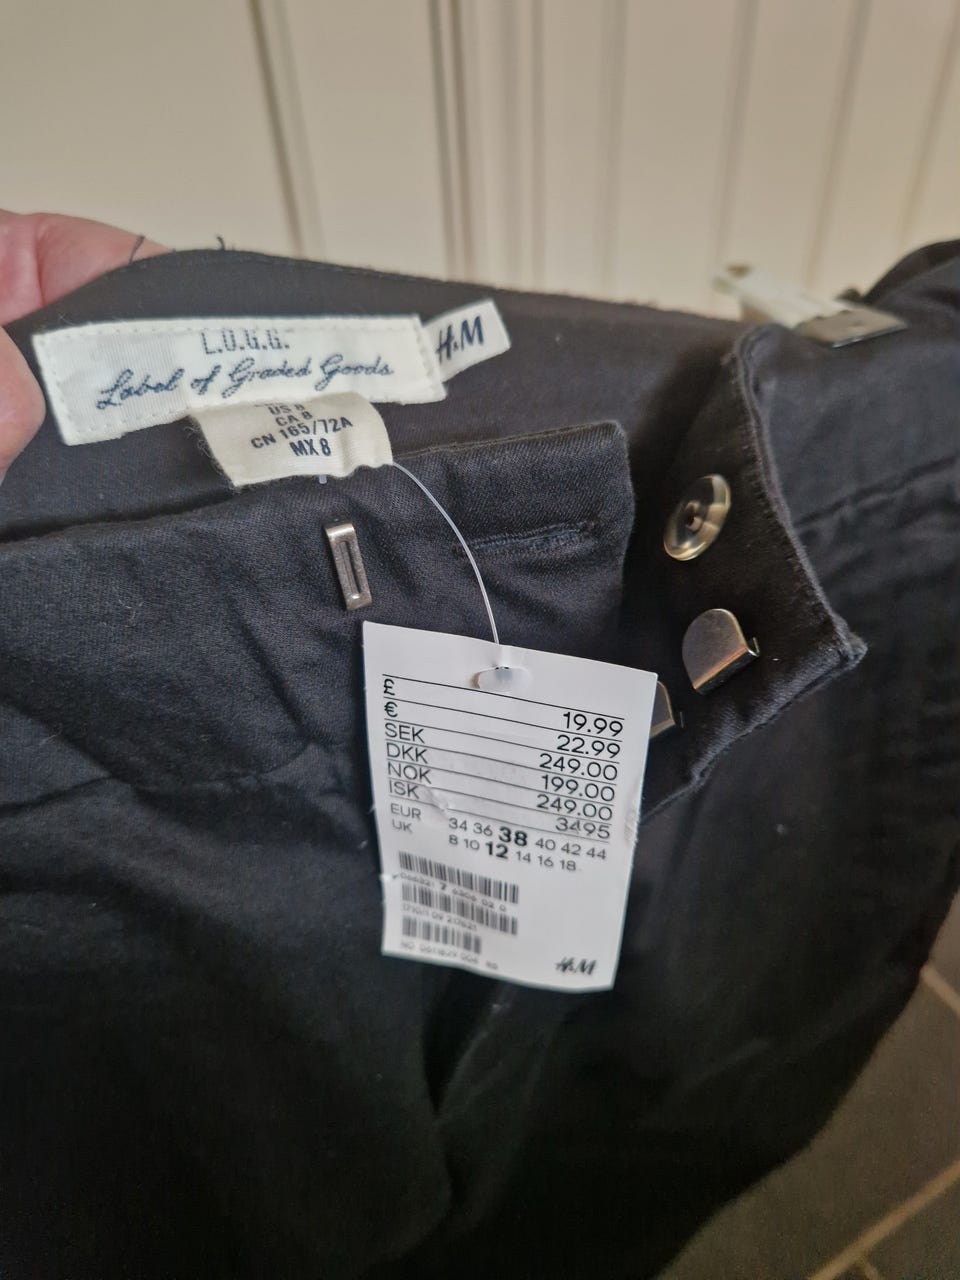 L.O.G.G.
Label of Graded Goods
H&M
US 8
CA 8
CN 165/72A
MX 8
£ 19.99
€ 22.99
SEK 249.00
DKK 199.00
NOK 249.00
ISK 3495
EUR 34 36 38 40 42 44
UK 8 10 12 14 16 18
H&M